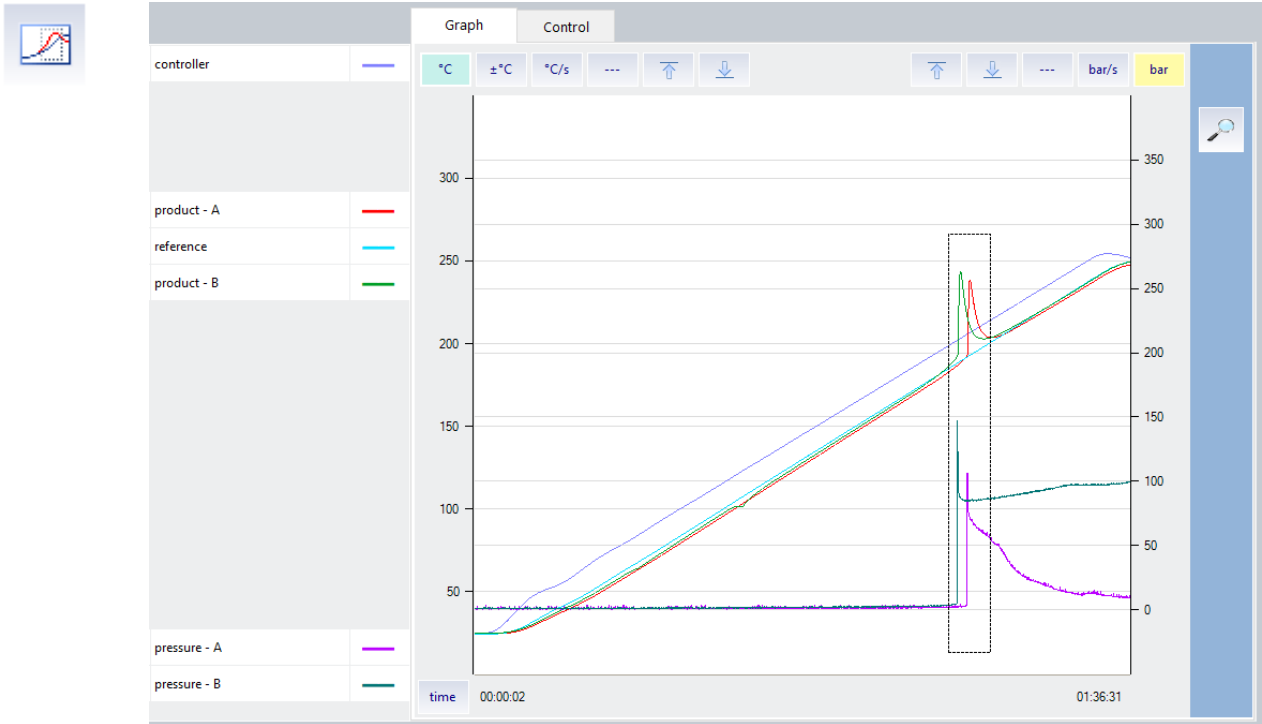 Graph Control
controller
°C ±°C °C/s --- --- bar/s bar
350
300
300
250
250
200
200
150
150
100
100
50
50
0
product - A
reference
product - B
pressure - A
pressure - B
time 00:00:02 01:36:31